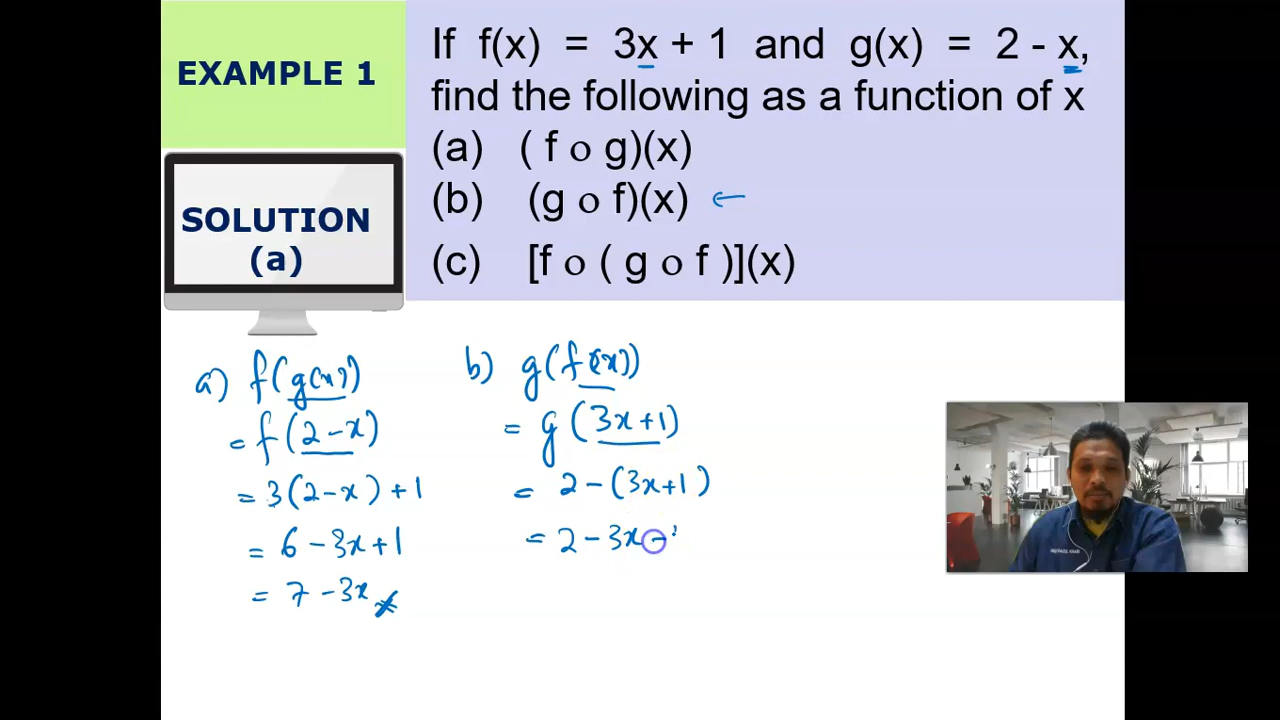 EXAMPLE 1
If f(x) = 3x + 1 and g(x) = 2 - x,
find the following as a function of x
(a) ( f o g)(x)
(b) (g o f)(x) ←
(c) [f o ( g o f )](x)
SOLUTION
(a)
a) f(g(x))
= f(2-x)
= 3(2-x)+1
= 6-3x+1
= 7-3x
b) g(f(x))
= g(3x+1)
= 2-(3x+1)
= 2-3x-